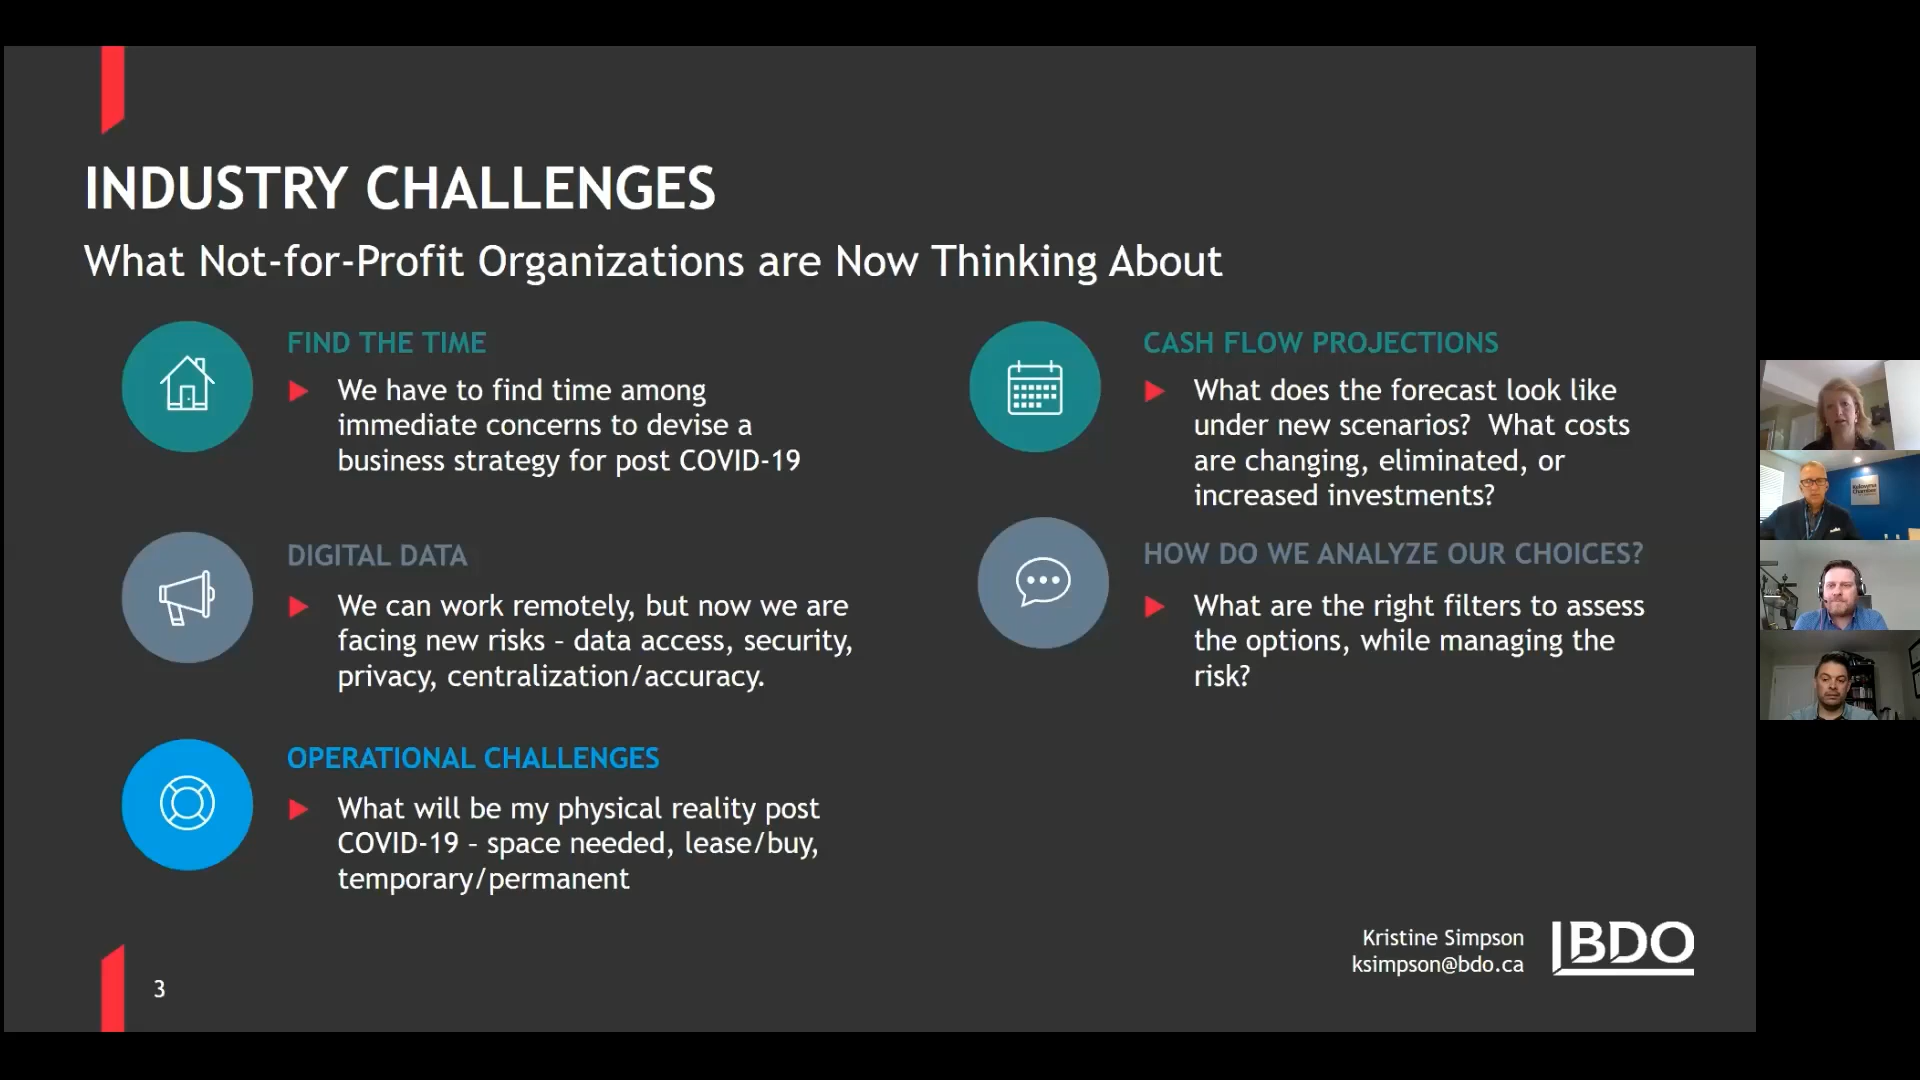 INDUSTRY CHALLENGES
What Not-for-Profit Organizations are Now Thinking About
FIND THE TIME
We have to find time among
immediate concerns to devise a
business strategy for post COVID-19
DIGITAL DATA
We can work remotely, but now we are
facing new risks – data access, security,
privacy, centralization/accuracy.
OPERATIONAL CHALLENGES
What will be my physical reality post
COVID-19 – space needed, lease/buy,
temporary/permanent
CASH FLOW PROJECTIONS
What does the forecast look like
under new scenarios?  What costs
are changing, eliminated, or
increased investments?
HOW DO WE ANALYZE OUR CHOICES?
What are the right filters to assess
the options, while managing the
risk?
Kristine Simpson
ksimpson@bdo.ca
BDO
3
Kelowna
Chamber